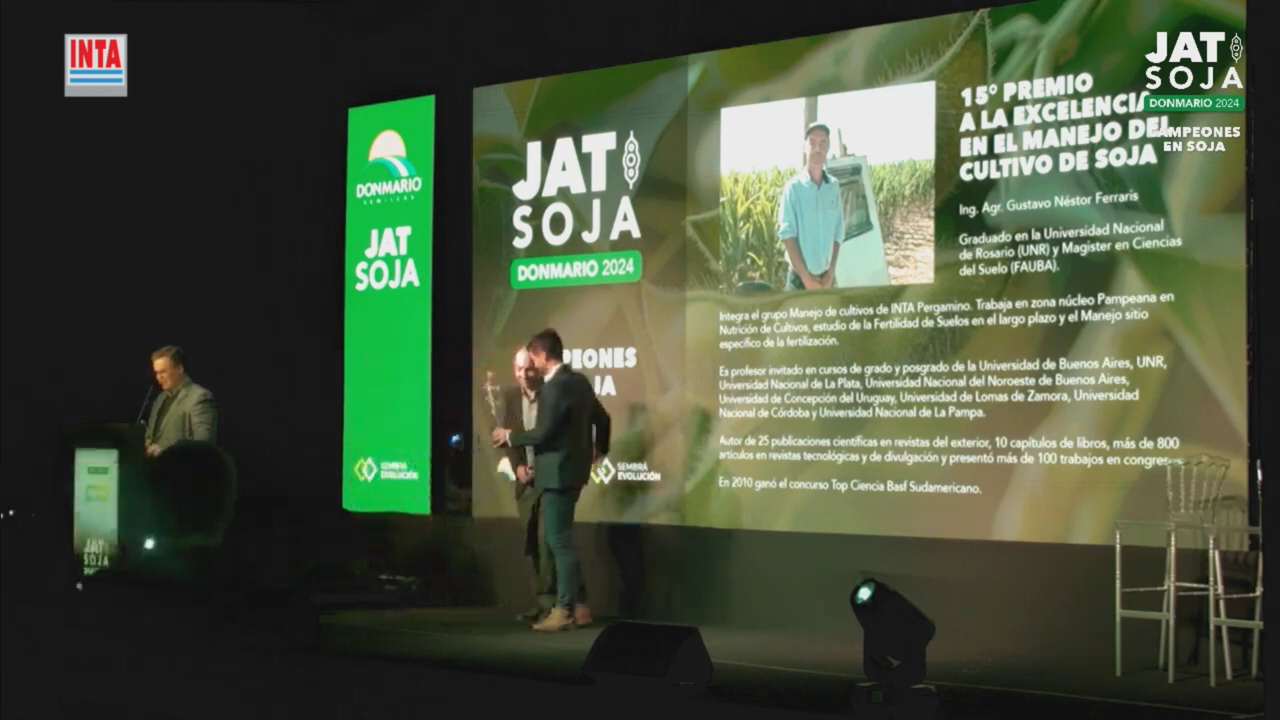 INTA
JAT
SOJA
DONMARIO 2024
CAMPEONES
EN SOJA
DONMARIO
SEMILLAS
JAT
SOJA
SEMBRÁ
EVOLUCIÓN
JAT
SOJA
DONMARIO 2024
PEONES
JA
SEMBRÁ
EVOLUCIÓN
15° PREMIO
A LA EXCELENCIA
EN EL MANEJO DEL
CULTIVO DE SOJA
Ing. Agr. Gustavo Néstor Ferraris
Graduado en la Universidad Nacional
de Rosario (UNR) y Magister en Ciencias
del Suelo (FAUBA).
Integra el grupo Manejo de cultivos de INTA Pergamino. Trabaja en zona núcleo Pampeana en
Nutrición de Cultivos, estudio de la Fertilidad de Suelos en el largo plazo y el Manejo sitio
especifico de la fertilización.
Es profesor invitado en cursos de grado y posgrado de la Universidad de Buenos Aires, UNR,
Universidad Nacional de La Plata, Universidad Nacional del Noroeste de Buenos Aires,
Universidad de Concepción del Uruguay, Universidad de Lomas de Zamora, Universidad
Nacional de Córdoba y Universidad Nacional de La Pampa.
Autor de 25 publicaciones científicas en revistas del exterior, 10 capítulos de libros, más de 800
artículos en revistas tecnológicas y de divulgación y presentó más de 100 trabajos en congres
En 2010 ganó el concurso Top Ciencia Basf Sudamericano.
JAT
SOJA